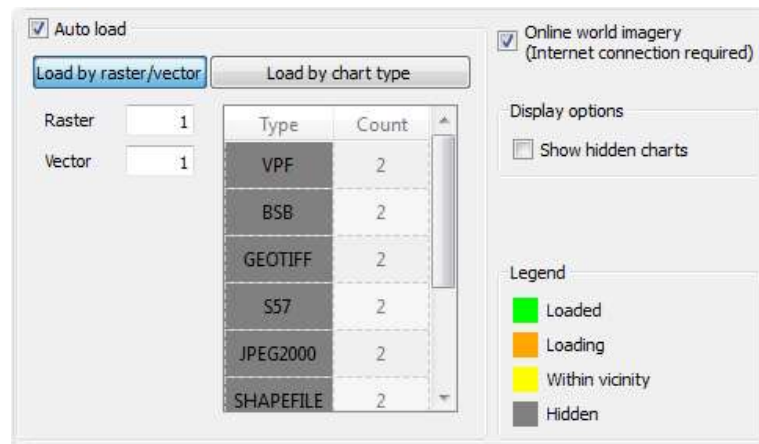 Auto load
Load by raster/vector
Load by chart type
Raster 1
Vector 1
Type Count
VPF 2
BSB 2
GEOTIFF 2
S57 2
JPEG2000 2
SHAPEFILE 2
Online world imagery
(Internet connection required)
Display options
Show hidden charts
Legend
Loaded
Loading
Within vicinity
Hidden